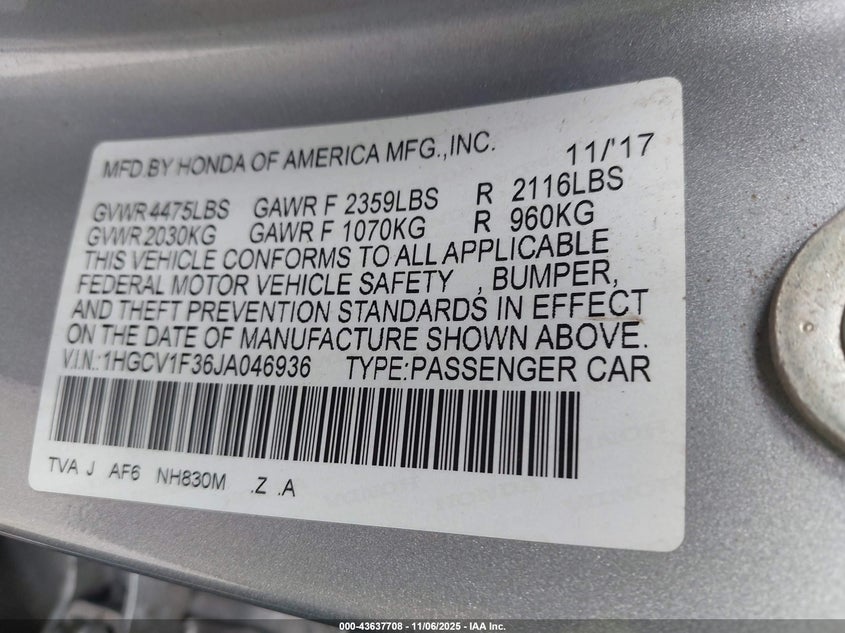 MFD.BY HONDA OF AMERICA MFG.,INC. 11/'17
GVWR 4475LBS GAWR F 2359LBS R 2116LBS
GVWR 2030KG GAWR F 1070KG R 960KG
THIS VEHICLE CONFORMS TO ALL APPLICABLE
FEDERAL MOTOR VEHICLE SAFETY , BUMPER,
AND THEFT PREVENTION STANDARDS IN EFFECT
ON THE DATE OF MANUFACTURE SHOWN ABOVE.
V.I.N.:1HGCV1F36JA046936 TYPE:PASSENGER CAR
TVA J AF6 NH830M .Z .A
HONDA HONDA HONDA
000-43637708 - 11/06/2025 - IAA Inc.